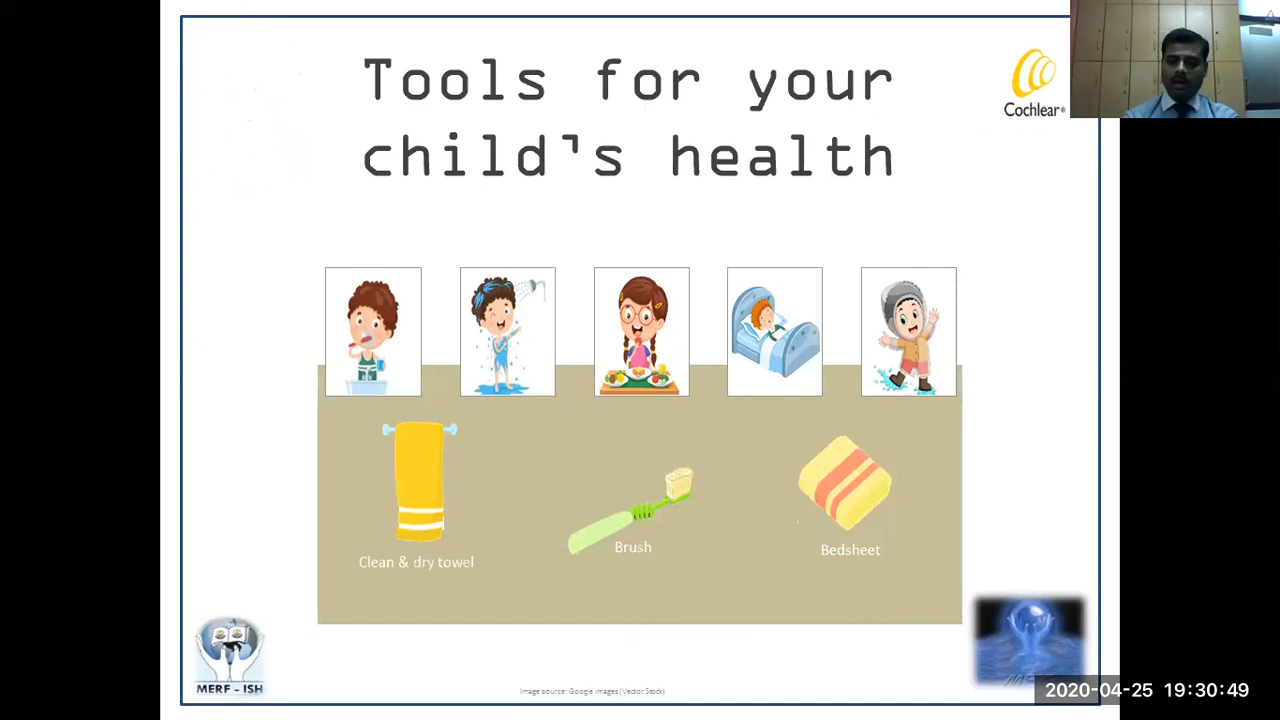 Tools for your
child's health
Cochlear®
Clean & dry towel
Brush
Bedsheet
MERF - ISH
Image source: Google images (Vector Stock)
2020-04-25 19:30:49